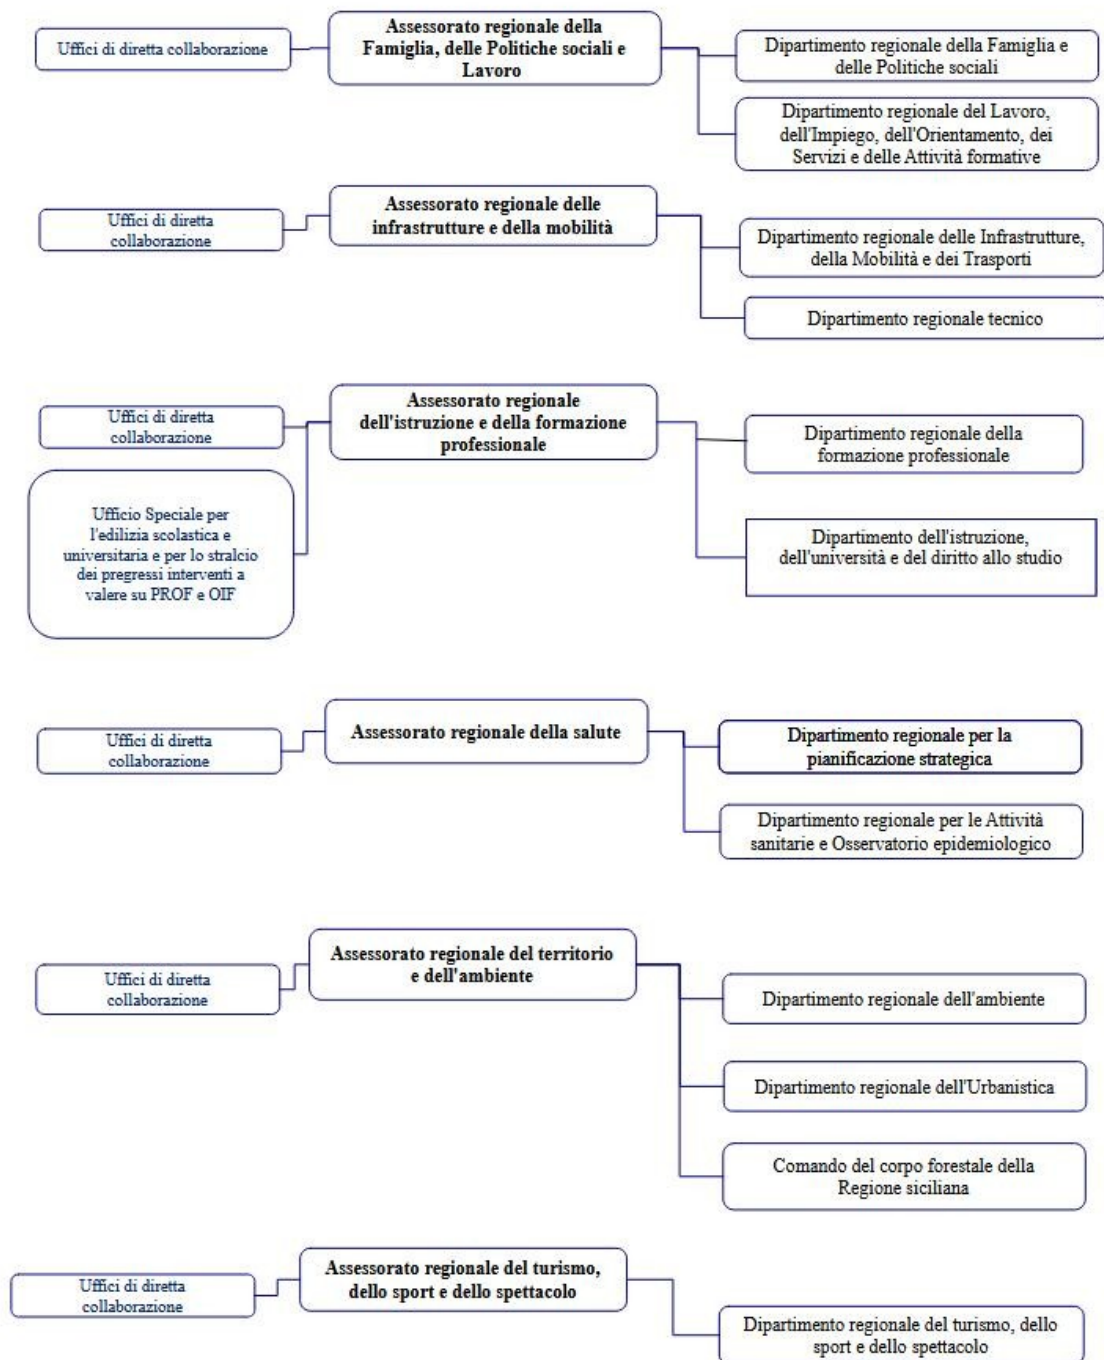 Uffici di diretta collaborazione
Assessorato regionale della
Famiglia, delle Politiche sociali e
Lavoro
Dipartimento regionale della Famiglia e
delle Politiche sociali
Dipartimento regionale del Lavoro,
dell'Impiego, dell'Orientamento, dei
Servizi e delle Attività formative
Uffici di diretta
collaborazione
Assessorato regionale delle
infrastrutture e della mobilità
Dipartimento regionale delle Infrastrutture,
della Mobilità e dei Trasporti
Dipartimento regionale tecnico
Uffici di diretta
collaborazione
Assessorato regionale
dell'istruzione e della formazione
professionale
Dipartimento regionale della
formazione professionale
Ufficio Speciale per
l'edilizia scolastica e
universitaria e per lo stralcio
dei pregressi interventi a
valere su PROF e OIF
Dipartimento dell'istruzione,
dell'università e del diritto allo studio
Uffici di diretta
collaborazione
Assessorato regionale della salute
Dipartimento regionale per la
pianificazione strategica
Dipartimento regionale per le Attività
sanitarie e Osservatorio epidemiologico
Uffici di diretta
collaborazione
Assessorato regionale del territorio
e dell'ambiente
Dipartimento regionale dell'ambiente
Dipartimento regionale dell'Urbanistica
Comando del corpo forestale della
Regione siciliana
Uffici di diretta
collaborazione
Assessorato regionale del turismo,
dello sport e dello spettacolo
Dipartimento regionale del turismo, dello
sport e dello spettacolo